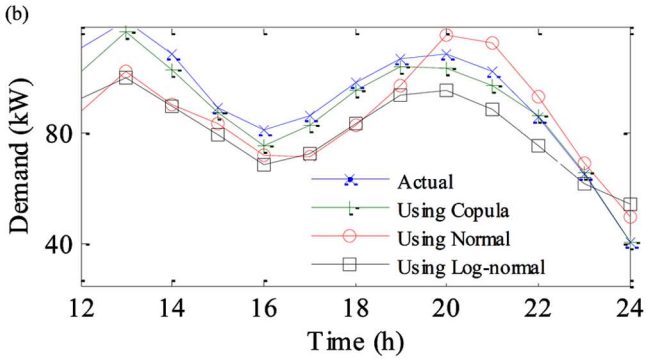 (b)
Demand (kW)
80
40
Actual
Using Copula
Using Normal
Using Log-normal
12 14 16 18 20 22 24
Time (h)